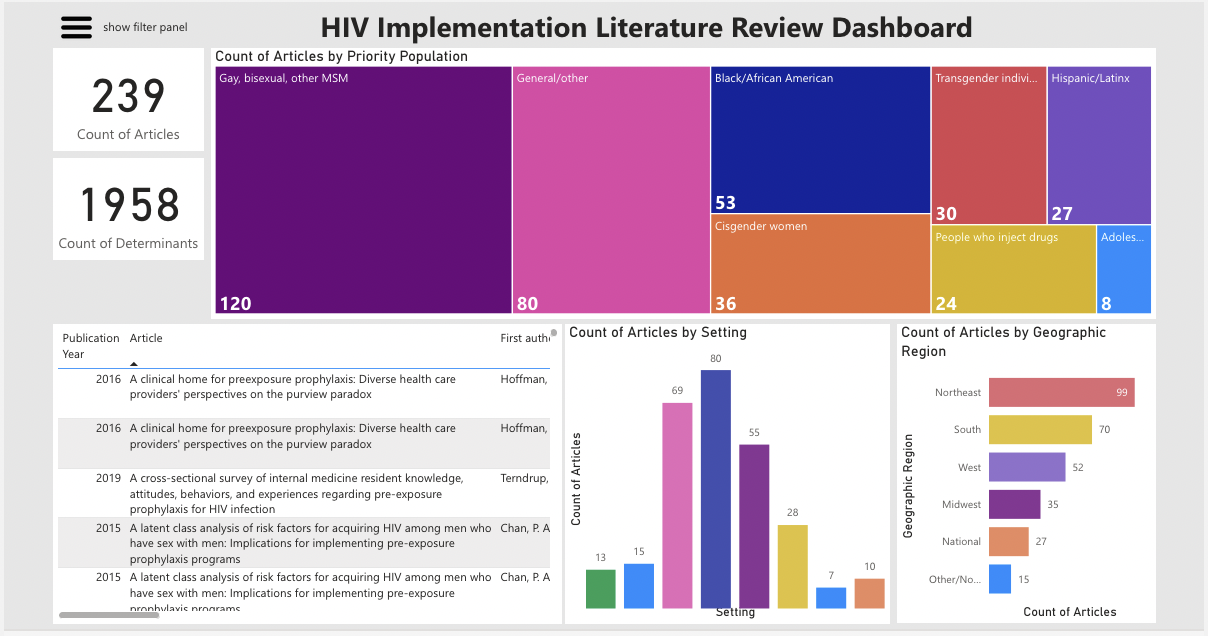 show filter panel
HIV Implementation Literature Review Dashboard
239
Count of Articles
1958
Count of Determinants
Count of Articles by Priority Population
Gay, bisexual, other MSM
120
General/other
80
Black/African American
53
Cisgender women
36
Transgender indivi...
30
Hispanic/Latinx
27
People who inject drugs
24
Adoles...
8
Publication
Year
Article
First autho
2016
A clinical home for preexposure prophylaxis: Diverse health care
providers' perspectives on the purview paradox
Hoffman,
2016
A clinical home for preexposure prophylaxis: Diverse health care
providers' perspectives on the purview paradox
Hoffman,
2019
A cross-sectional survey of internal medicine resident knowledge,
attitudes, behaviors, and experiences regarding pre-exposure
prophylaxis for HIV infection
Terndrup,
2015
A latent class analysis of risk factors for acquiring HIV among men who
have sex with men: Implications for implementing pre-exposure
prophylaxis programs
Chan, P. A
2015
A latent class analysis of risk factors for acquiring HIV among men who
have sex with men: Implications for implementing pre-exposure
prophylaxis programs
Chan, P. A
Count of Articles by Setting
Count of Articles
13
15
69
80
55
28
7
10
Setting
Count of Articles by Geographic
Region
Geographic Region
Northeast
99
South
70
West
52
Midwest
35
National
27
Other/No...
15
Count of Articles